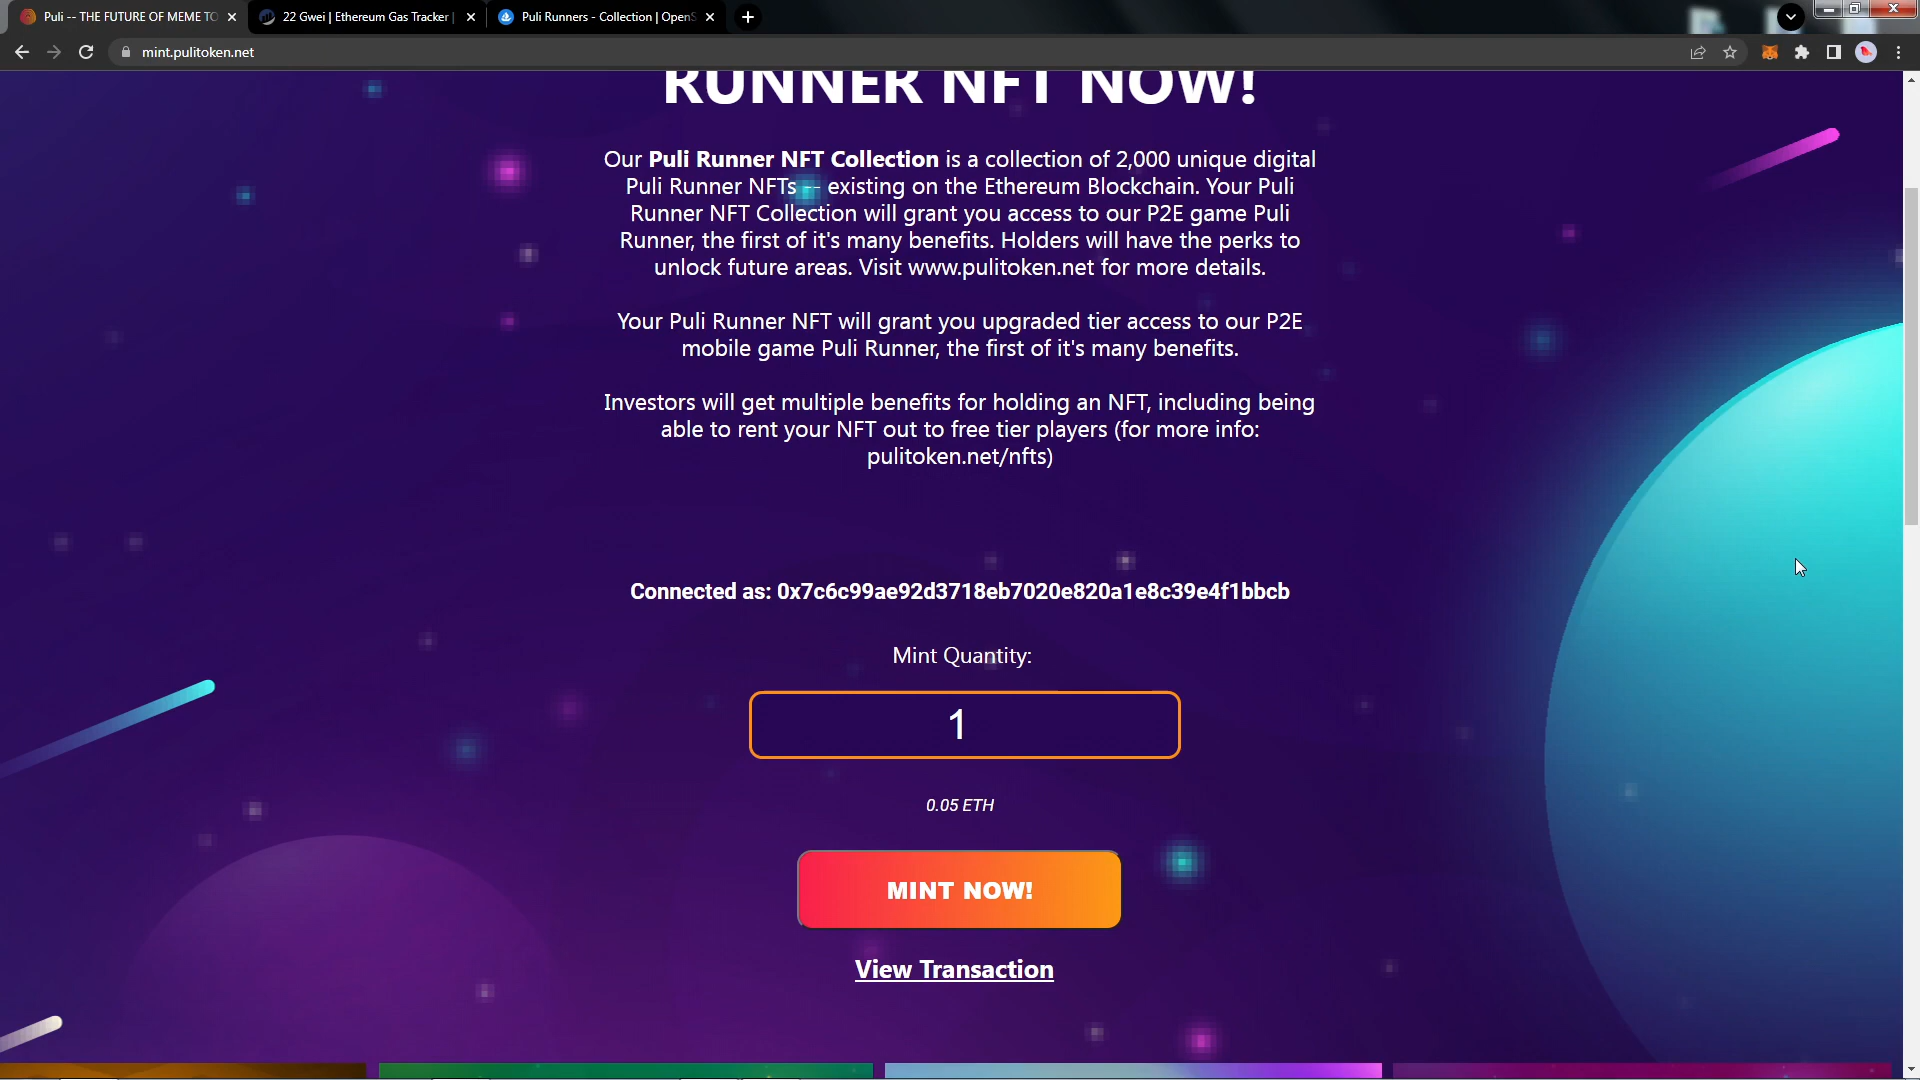 Puli -- THE FUTURE OF MEME TO
22 Gwei | Ethereum Gas Tracker |
Puli Runners - Collection | OpenS
mint.pulitoken.net
RUNNER NFT NOW!
Our Puli Runner NFT Collection is a collection of 2,000 unique digital
Puli Runner NFTs -- existing on the Ethereum Blockchain. Your Puli
Runner NFT Collection will grant you access to our P2E game Puli
Runner, the first of it's many benefits. Holders will have the perks to
unlock future areas. Visit www.pulitoken.net for more details.
Your Puli Runner NFT will grant you upgraded tier access to our P2E
mobile game Puli Runner, the first of it's many benefits.
Investors will get multiple benefits for holding an NFT, including being
able to rent your NFT out to free tier players (for more info:
pulitoken.net/nfts)
Connected as: 0x7c6c99ae92d3718eb7020e820a1e8c39e4f1bbcb
Mint Quantity:
1
0.05 ETH
MINT NOW!
View Transaction